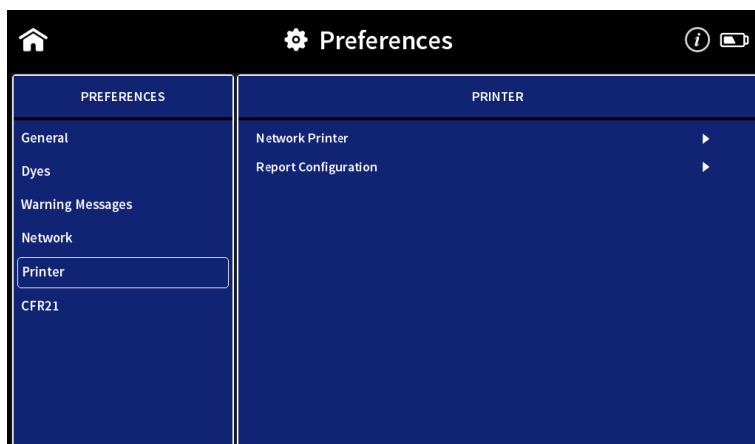 Preferences
i
PREFERENCES
General
Dyes
Warning Messages
Network
Printer
CFR21
PRINTER
Network Printer
Report Configuration